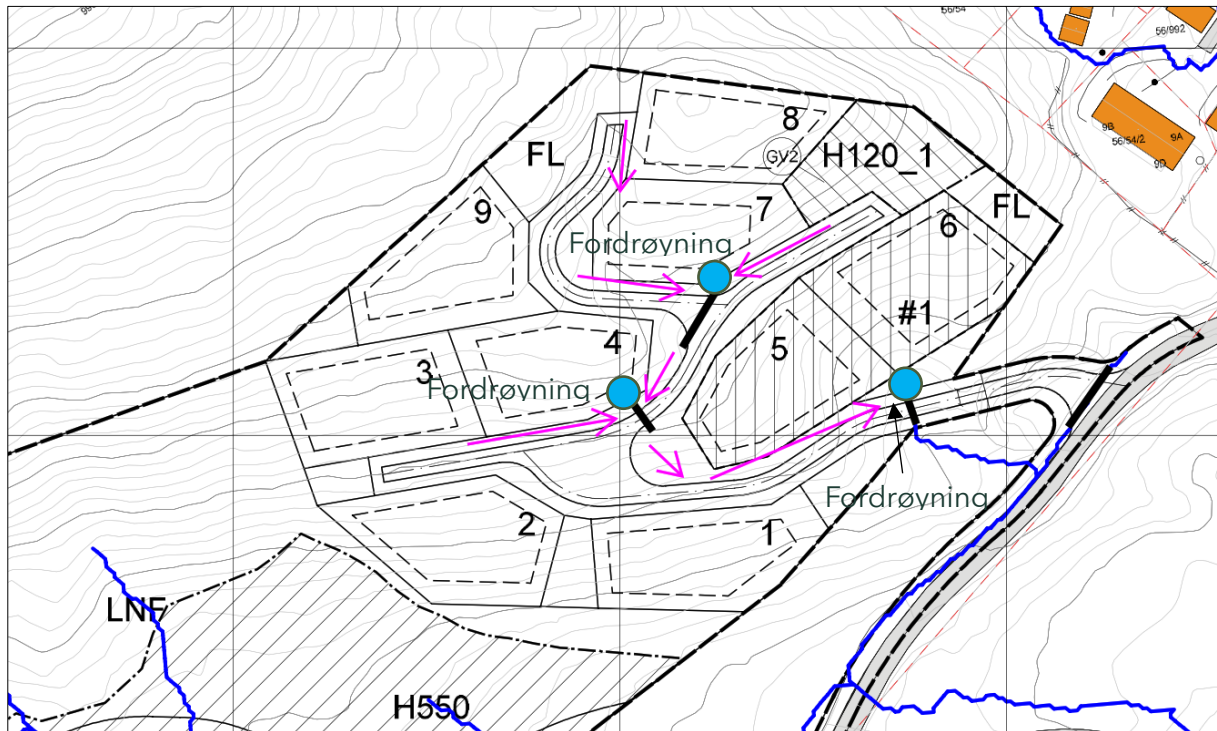 56/54
56/992
8
9B
9A
56/54/2
9D
FL
GV2
H120_1
9
7
6
FL
Fordrøyning
#1
4
5
3
Fordrøyning
Fordrøyning
2
1
LNF
H550